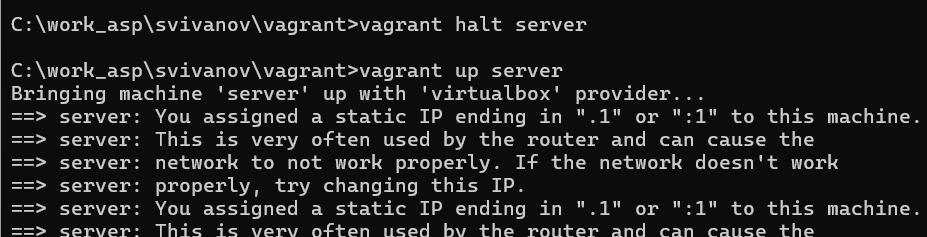 C:\work_asp\svivanov\vagrant>vagrant halt server
C:\work_asp\svivanov\vagrant>vagrant up server
Bringing machine 'server' up with 'virtualbox' provider...
==> server: You assigned a static IP ending in ".1" or ":1" to this machine.
==> server: This is very often used by the router and can cause the
==> server: network to not work properly. If the network doesn't work
==> server: properly, try changing this IP.
==> server: You assigned a static IP ending in ".1" or ":1" to this machine.
==> server: This is very often used by the router and can cause the